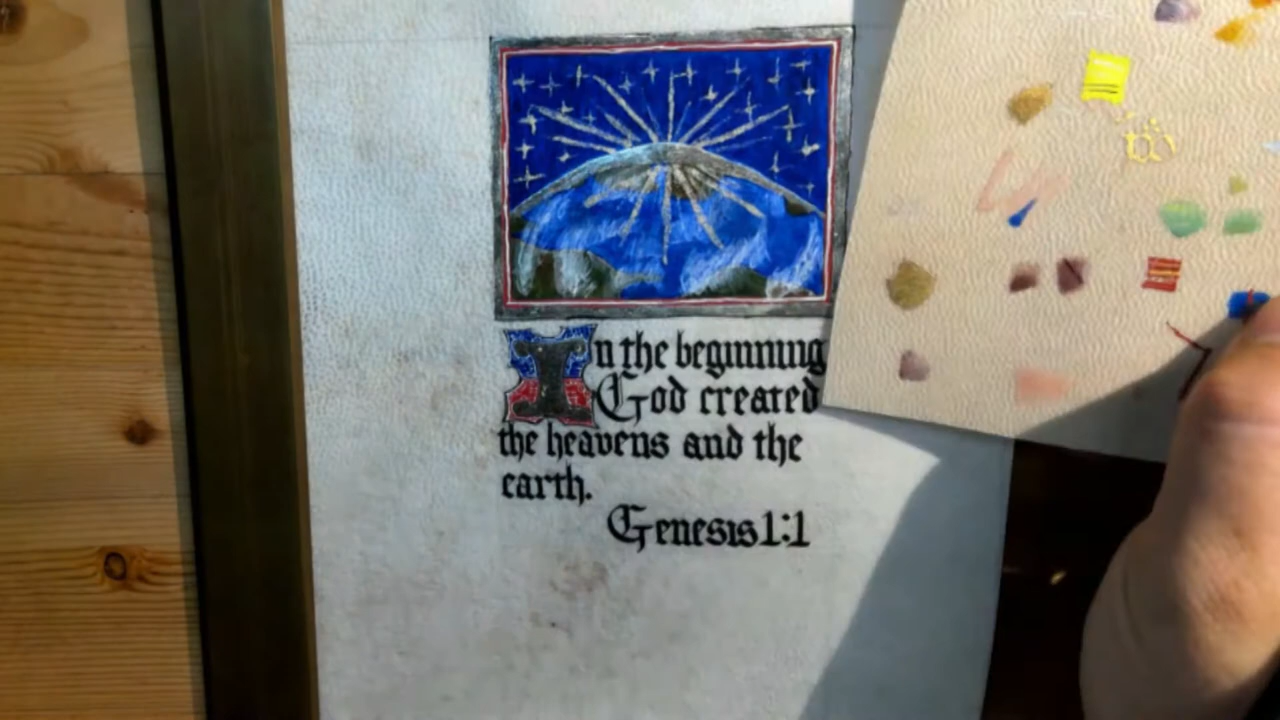 In the beginning
God created
the heavens and the
earth.
Genesis 1:1